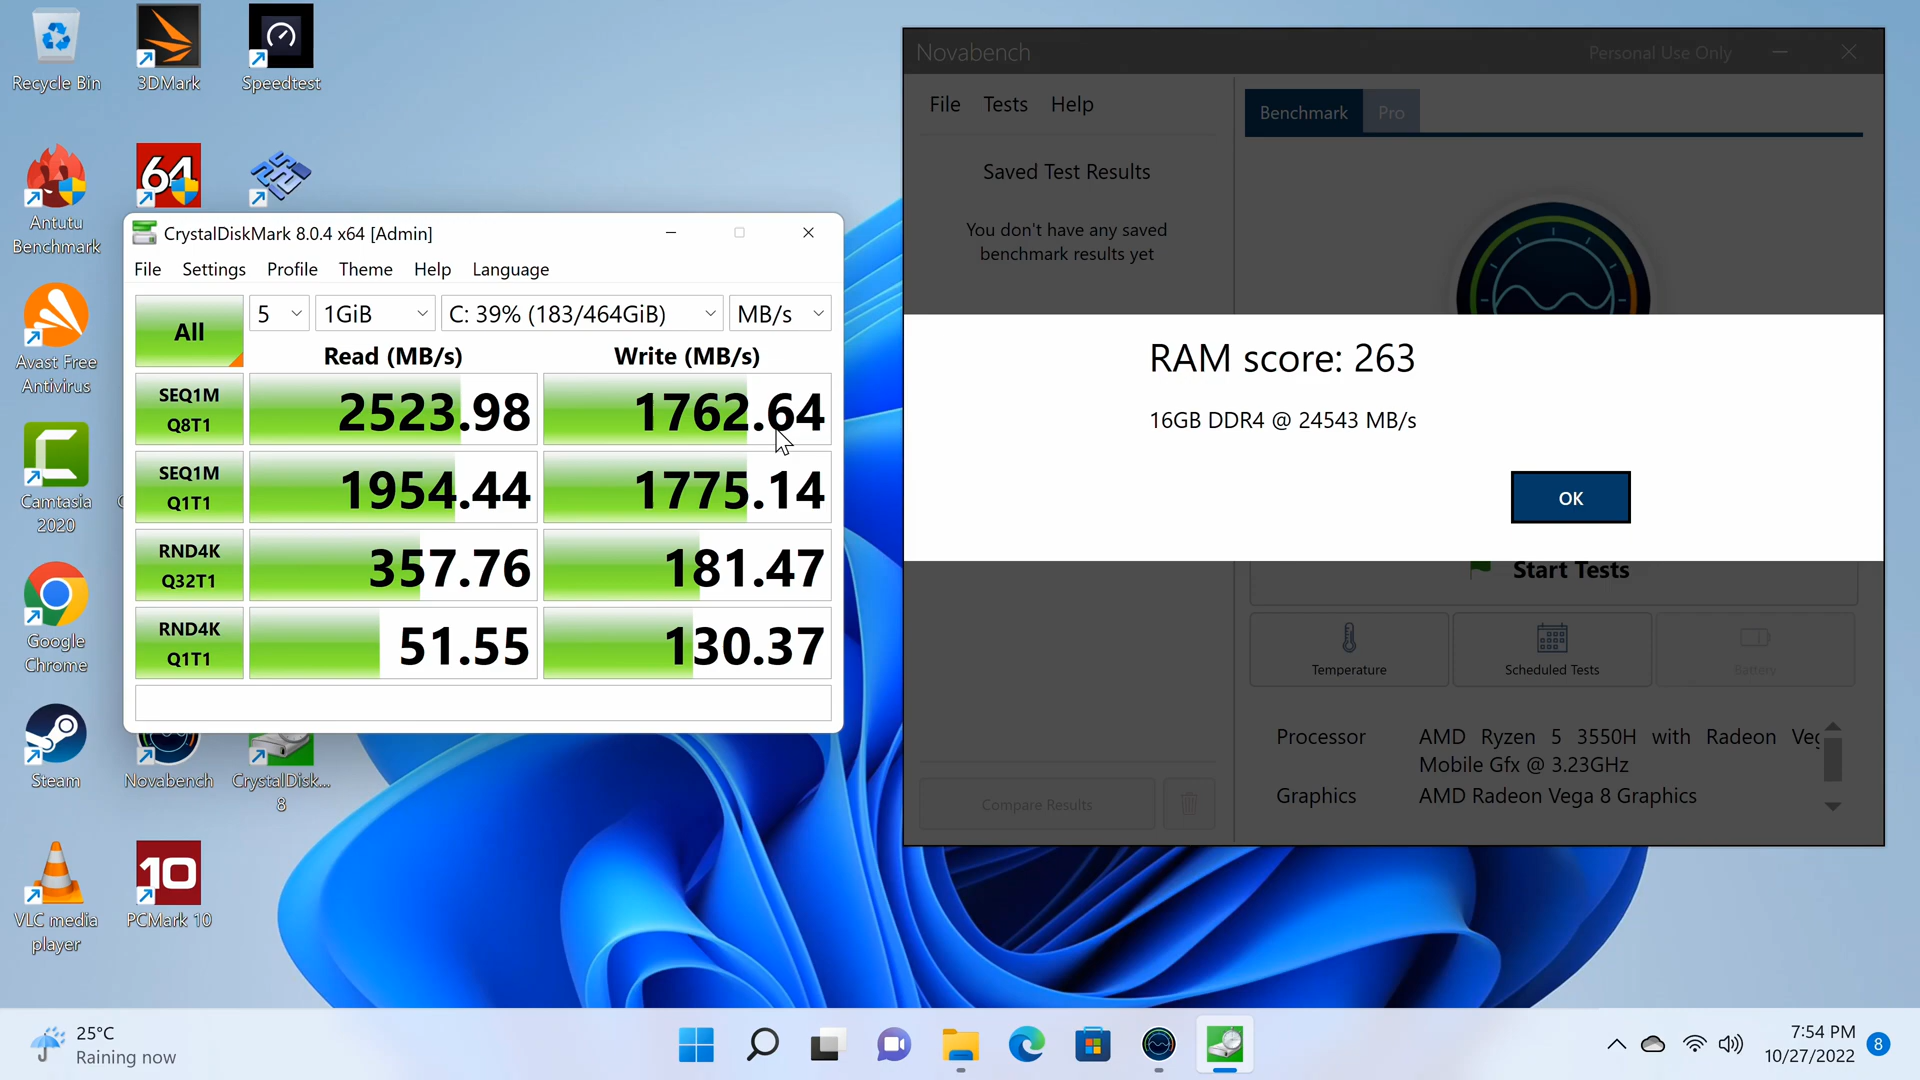 Recycle Bin
3DMark
Speedtest
Antutu
Benchmark
64
Avast Free
Antivirus
Camtasia
2020
Google
Chrome
Steam
Novabench
CrystalDisk...
8
VLC media
player
10
PCMark 10
CrystalDiskMark 8.0.4 x64 [Admin]
File Settings Profile Theme Help Language
All
5
1GiB
C: 39% (183/464GiB)
MB/s
Read (MB/s)
Write (MB/s)
SEQ1M
Q8T1
2523.98
1762.64
SEQ1M
Q1T1
1954.44
1775.14
RND4K
Q32T1
357.76
181.47
RND4K
Q1T1
51.55
130.37
Novabench
Personal Use Only
File Tests Help
Benchmark
Pro
Saved Test Results
You don't have any saved
benchmark results yet
RAM score: 263
16GB DDR4 @ 24543 MB/s
OK
Start Tests
Temperature
Scheduled Tests
Battery
Processor
AMD Ryzen 5 3550H with Radeon Veg
Mobile Gfx @ 3.23GHz
Graphics
AMD Radeon Vega 8 Graphics
Compare Results
25°C
Raining now
7:54 PM
10/27/2022
8